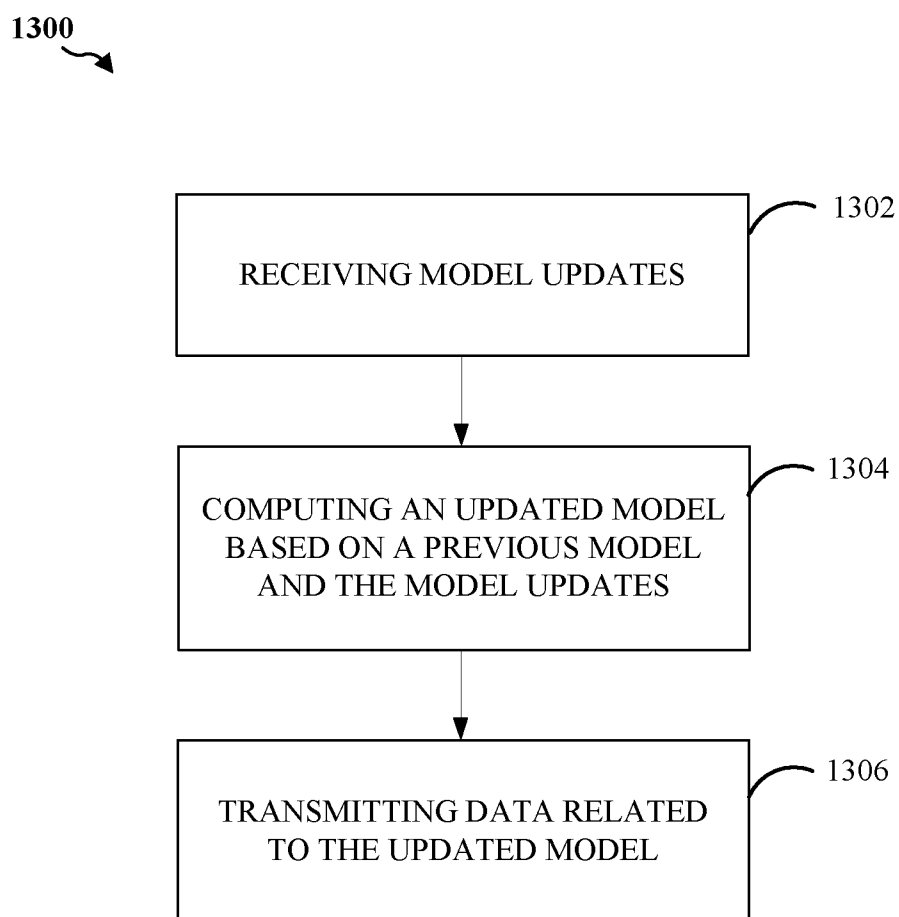 1300
1302
RECEIVING MODEL UPDATES
1304
COMPUTING AN UPDATED MODEL
BASED ON A PREVIOUS MODEL
AND THE MODEL UPDATES
1306
TRANSMITTING DATA RELATED
TO THE UPDATED MODEL